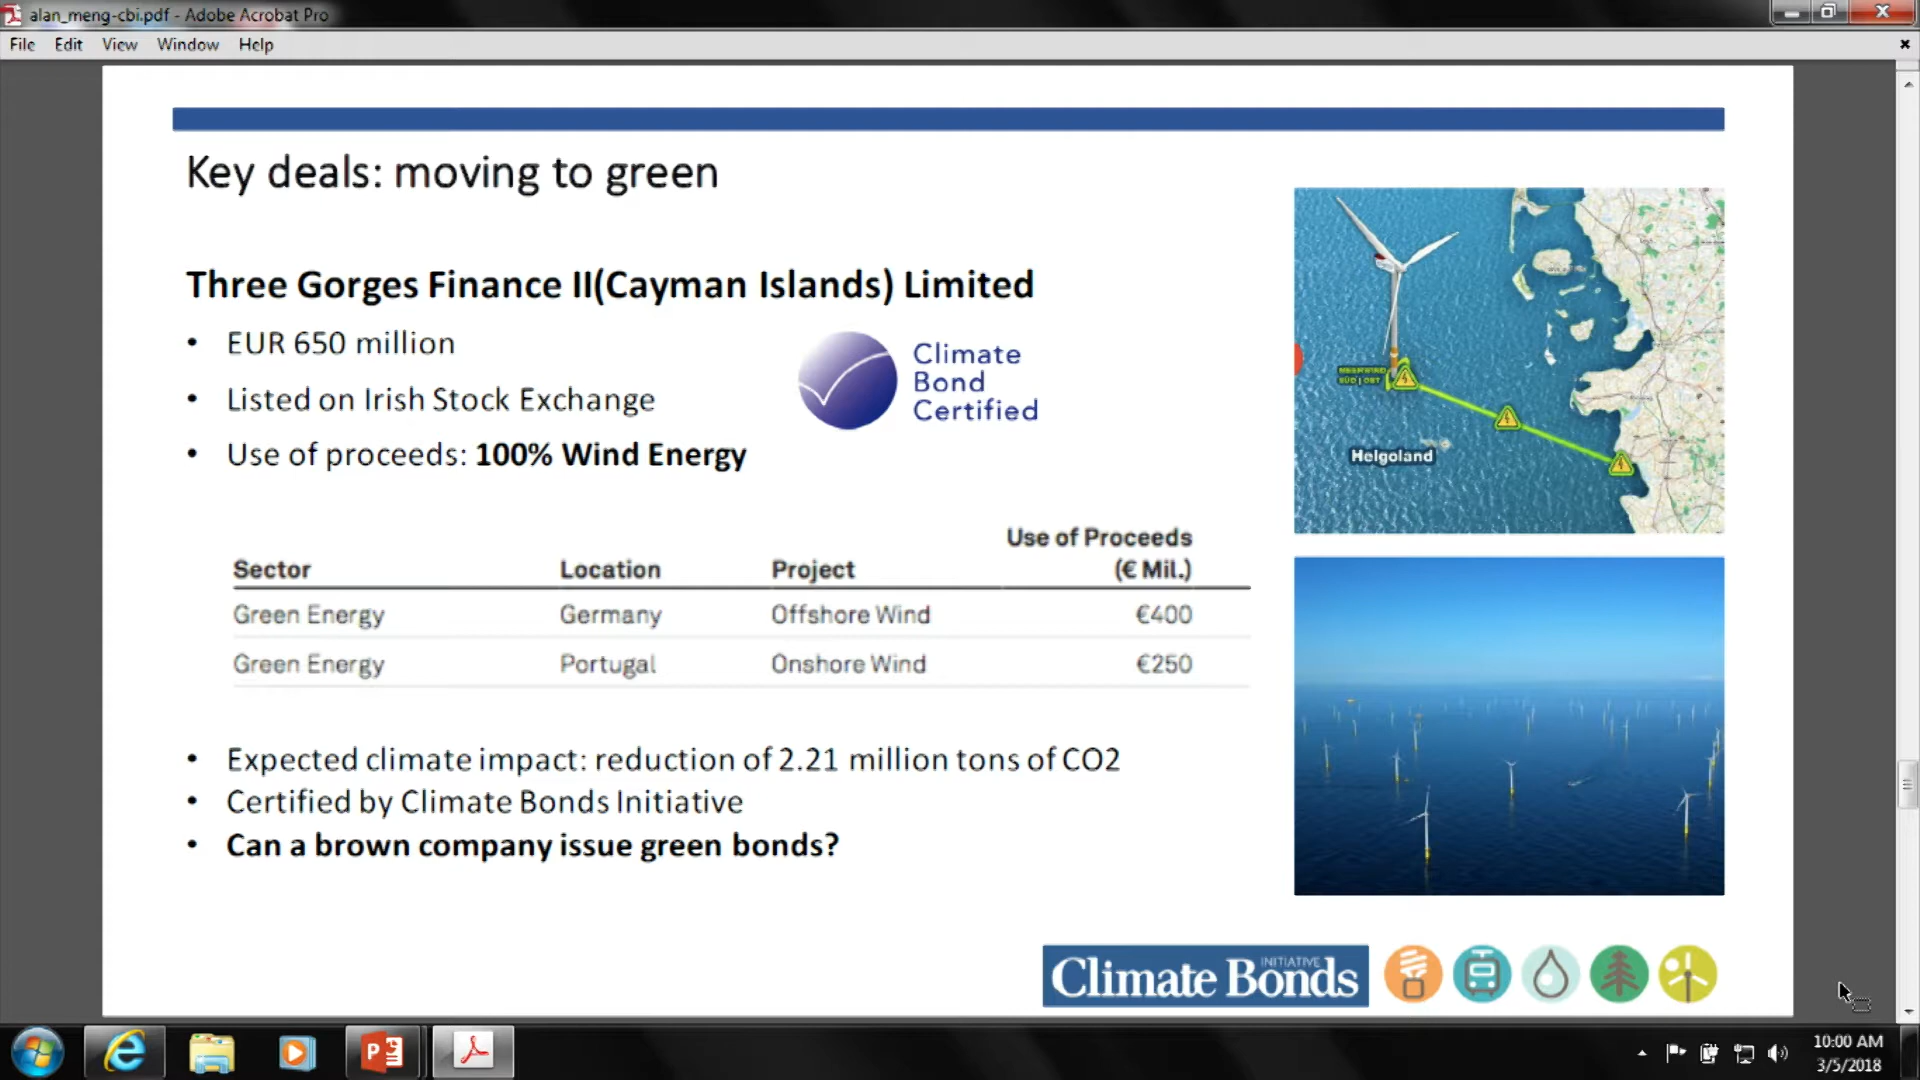 alan_meng-cbi.pdf - Adobe Acrobat Pro
File Edit View Window Help
Key deals: moving to green
Three Gorges Finance II(Cayman Islands) Limited
• EUR 650 million
• Listed on Irish Stock Exchange
• Use of proceeds: 100% Wind Energy
Climate
Bond
Certified
Use of Proceeds
Sector Location Project (€ Mil.)
Green Energy Germany Offshore Wind €400
Green Energy Portugal Onshore Wind €250
• Expected climate impact: reduction of 2.21 million tons of CO2
• Certified by Climate Bonds Initiative
• Can a brown company issue green bonds?
MEERWIND
SÜD | OST
Helgoland
Climate Bonds
INITIATIVE
10:00 AM
3/5/2018